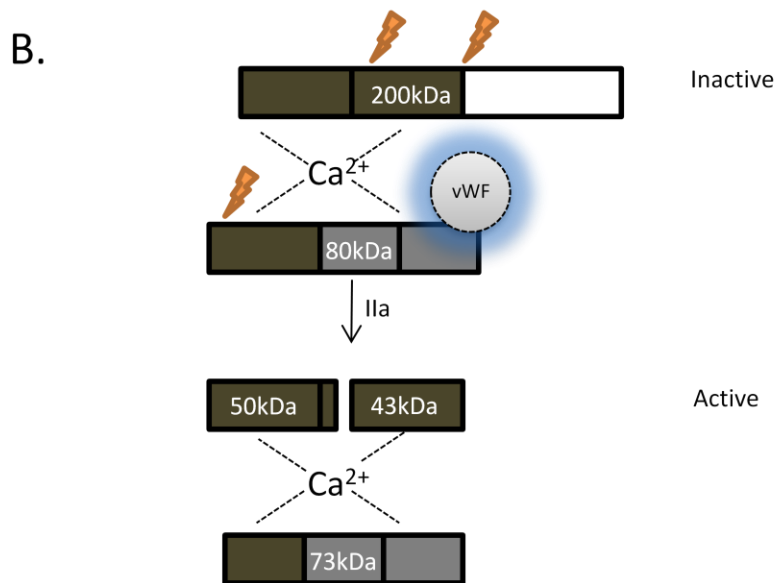 B.
200kDa
Inactive
Ca²⁺
vWF
80kDa
IIa
50kDa
43kDa
Active
Ca²⁺
73kDa